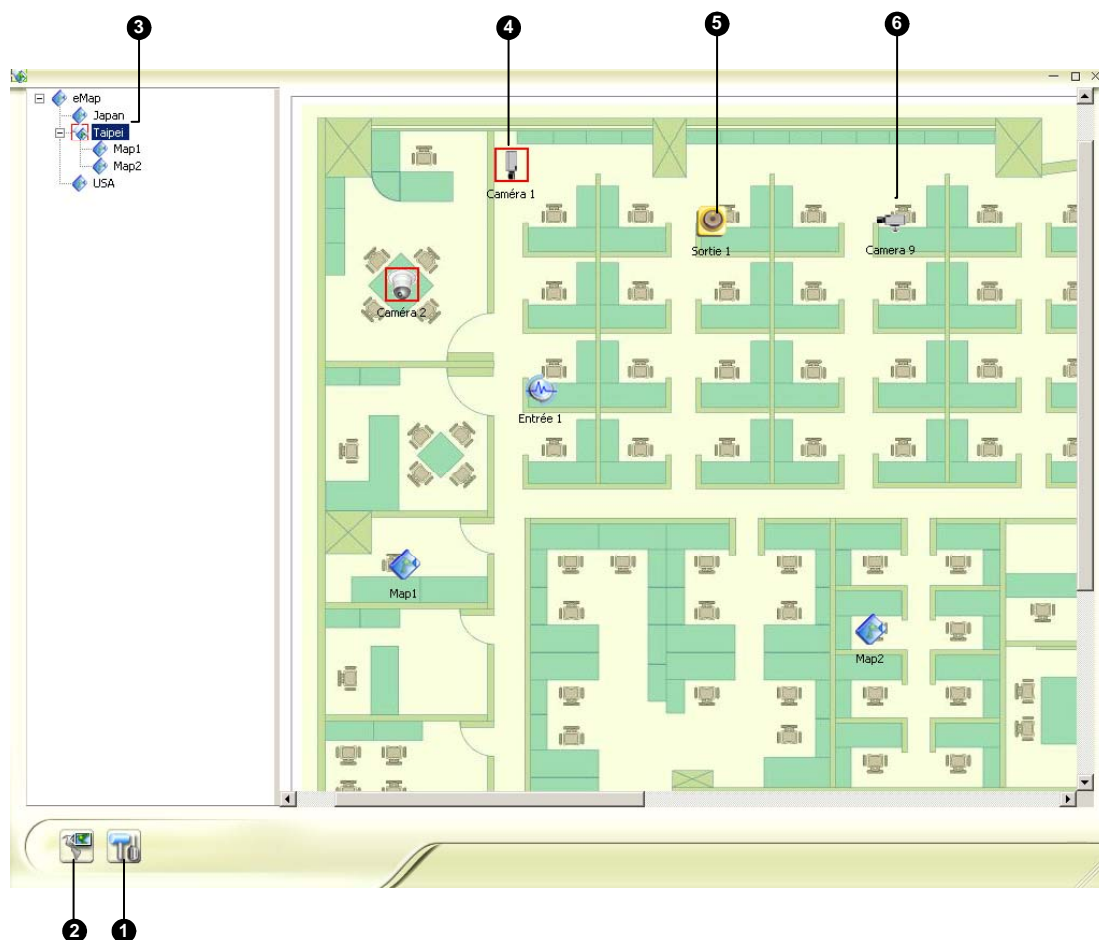 3
4
5
6
eMap
Japan
Taipei
Map1
Map2
USA
Caméra 1
Sortie 1
Camera 9
Caméra 2
Entrée 1
Map1
Map2
2
1